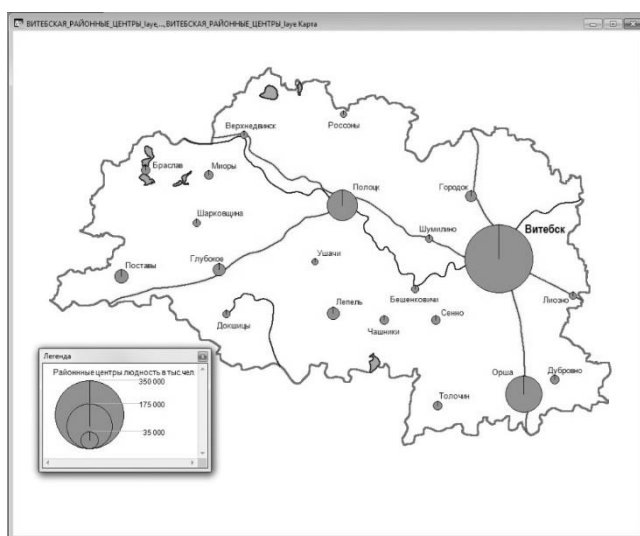 ВИТЕБСКАЯ_РАЙОННЫЕ_ЦЕНТРЫ_laye,...,ВИТЕБСКАЯ_РАЙОННЫЕ_ЦЕНТРЫ_laye Карта
Россоны
Верхнедвинск
Браслав
Миоры
Полоцк
Городок
Шарковщина
Шумилино
Витебск
Поставы
Глубокое
Ушачи
Бешенковичи
Лиозно
Докшицы
Лепель
Чашники
Сенно
Орша
Дубровно
Толочин
Легенда
Районные центры людность в тыс.чел
350 000
175 000
35 000